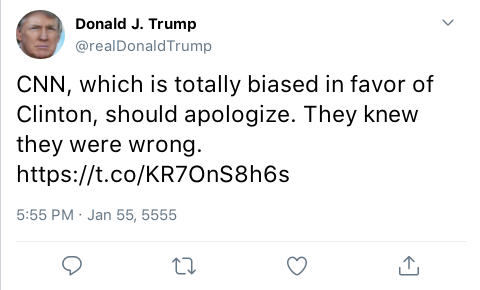 Donald J. Trump
@realDonaldTrump
CNN, which is totally biased in favor of
Clinton, should apologize. They knew
they were wrong.
https://t.co/KR7OnS8h6s
5:55 PM · Jan 55, 5555